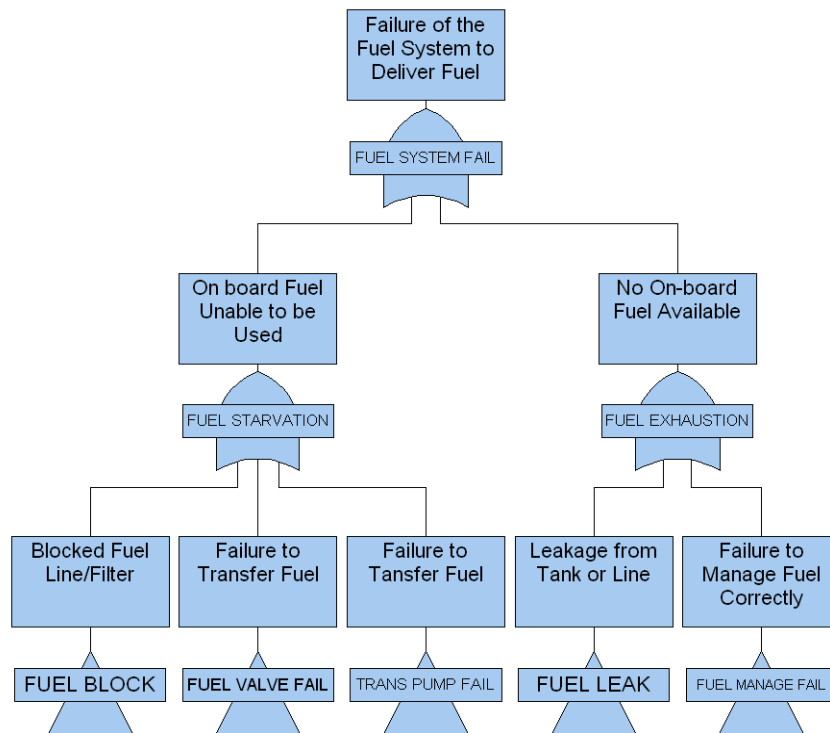 Failure of the
Fuel System to
Deliver Fuel
FUEL SYSTEM FAIL
On board Fuel
Unable to be
Used
No On-board
Fuel Available
FUEL STARVATION
FUEL EXHAUSTION
Blocked Fuel
Line/Filter
Failure to
Transfer Fuel
Failure to
Tansfer Fuel
Leakage from
Tank or Line
Failure to
Manage Fuel
Correctly
FUEL BLOCK
FUEL VALVE FAIL
TRANS PUMP FAIL
FUEL LEAK
FUEL MANAGE FAIL